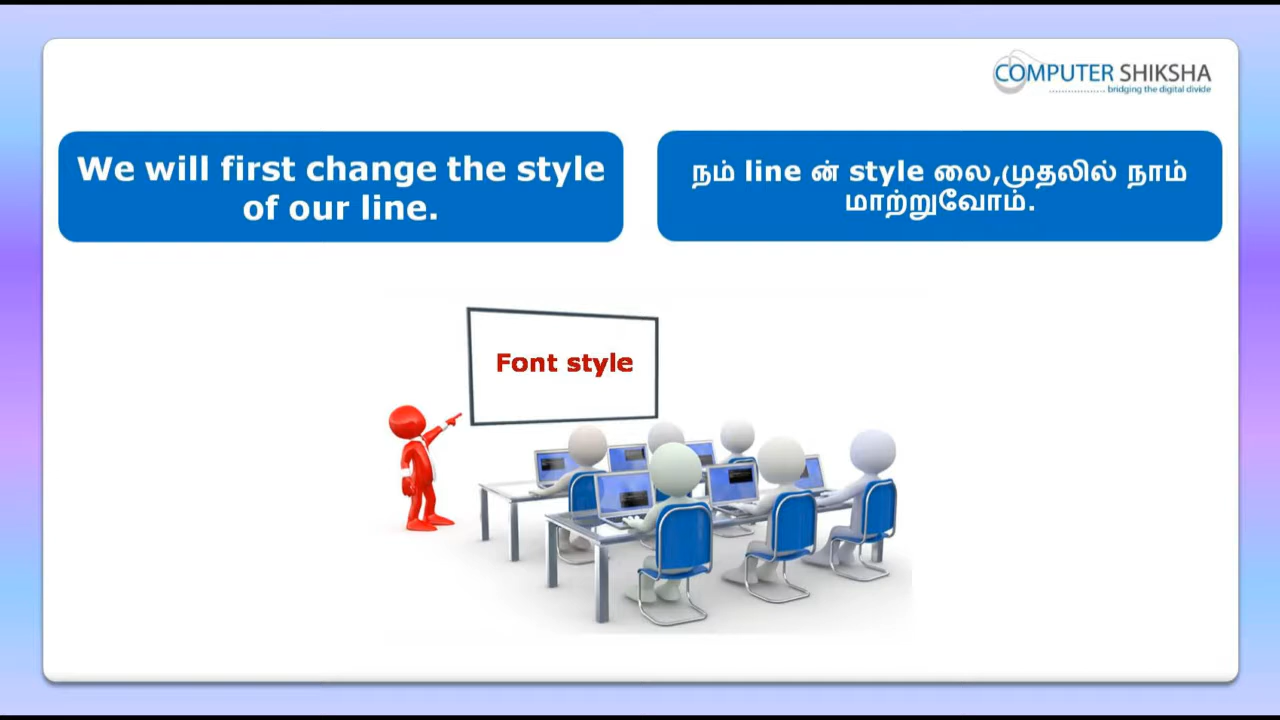 COMPUTER SHIKSHA
bridging the digital divide
We will first change the style
of our line.
நம் line ன் style லை,முதலில் நாம்
மாற்றுவோம்.
Font style